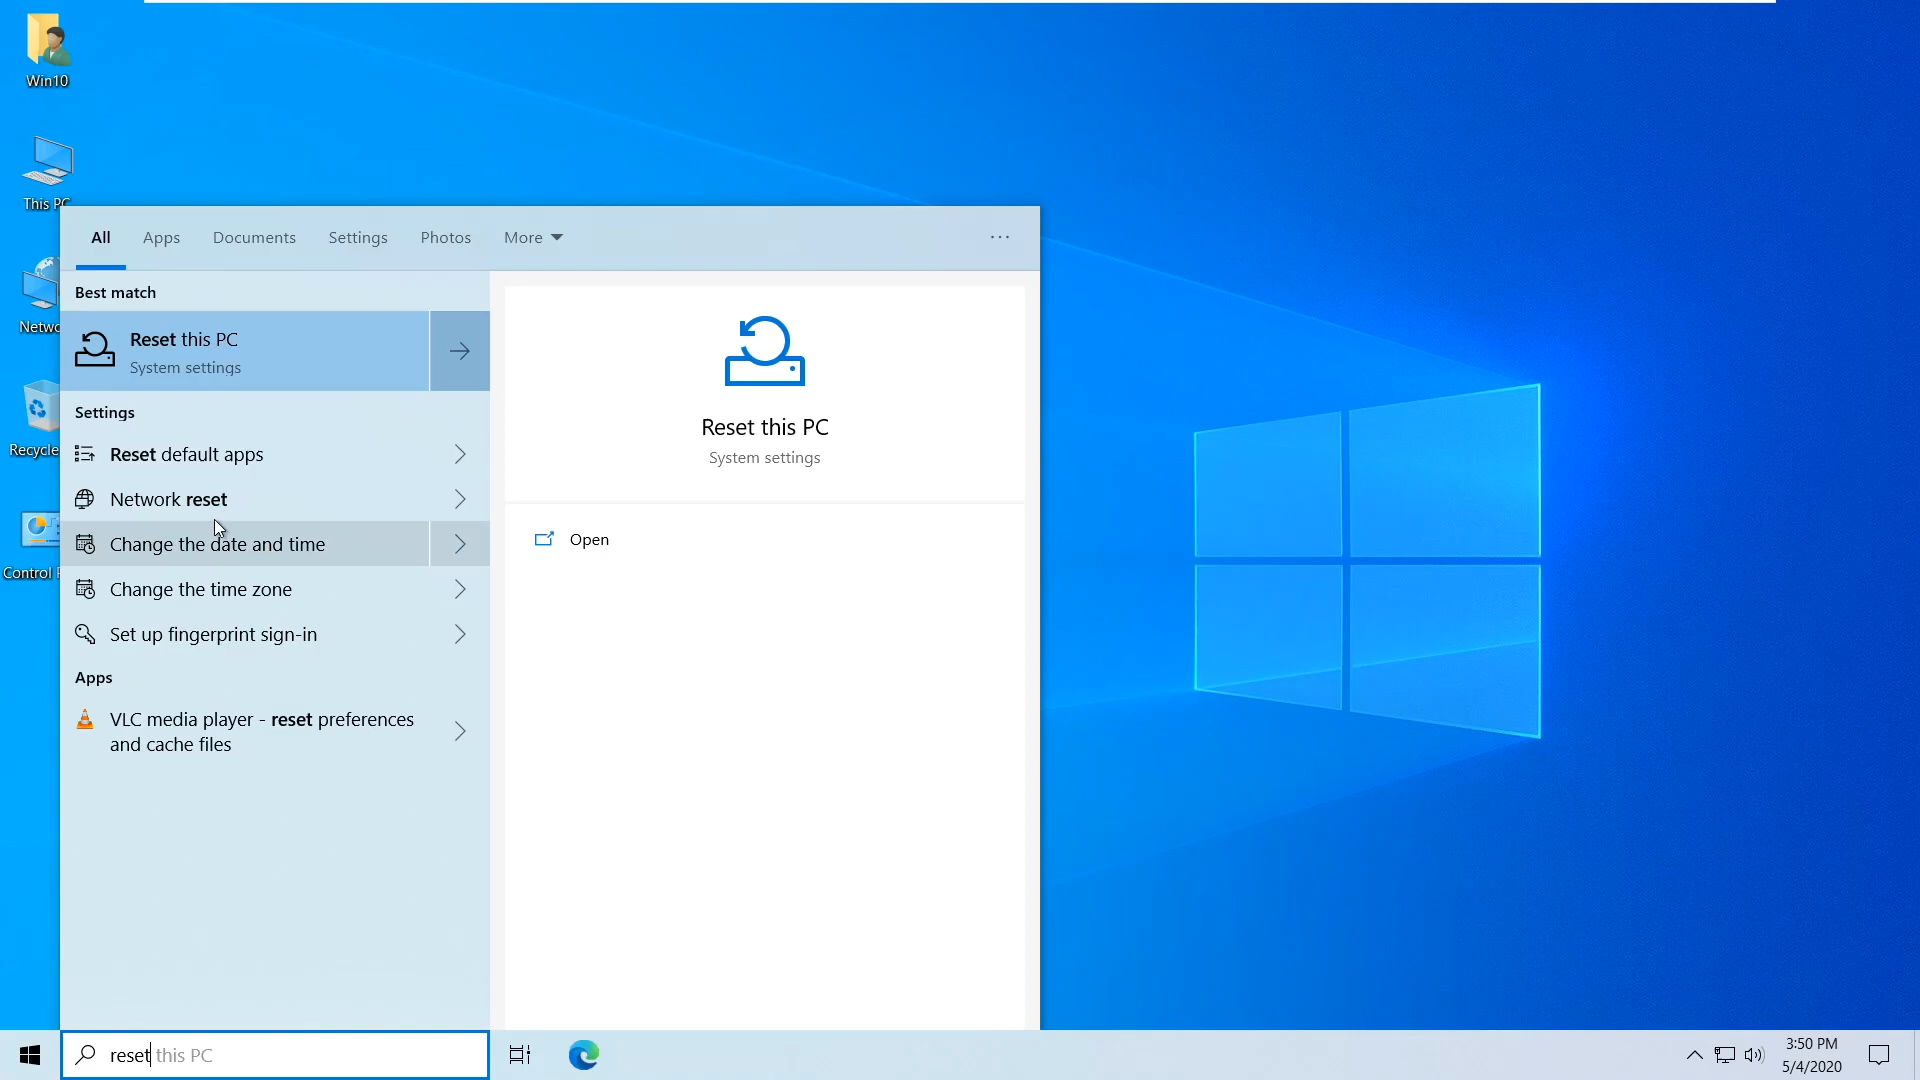 Win10
This PC
All
Apps
Documents
Settings
Photos
More
...
Best match
Reset this PC
System settings
Settings
Reset default apps
Network reset
Change the date and time
Change the time zone
Set up fingerprint sign-in
Apps
VLC media player - reset preferences
and cache files
Reset this PC
System settings
Open
Netwo
Recycle
Control
reset this PC
3:50 PM
5/4/2020